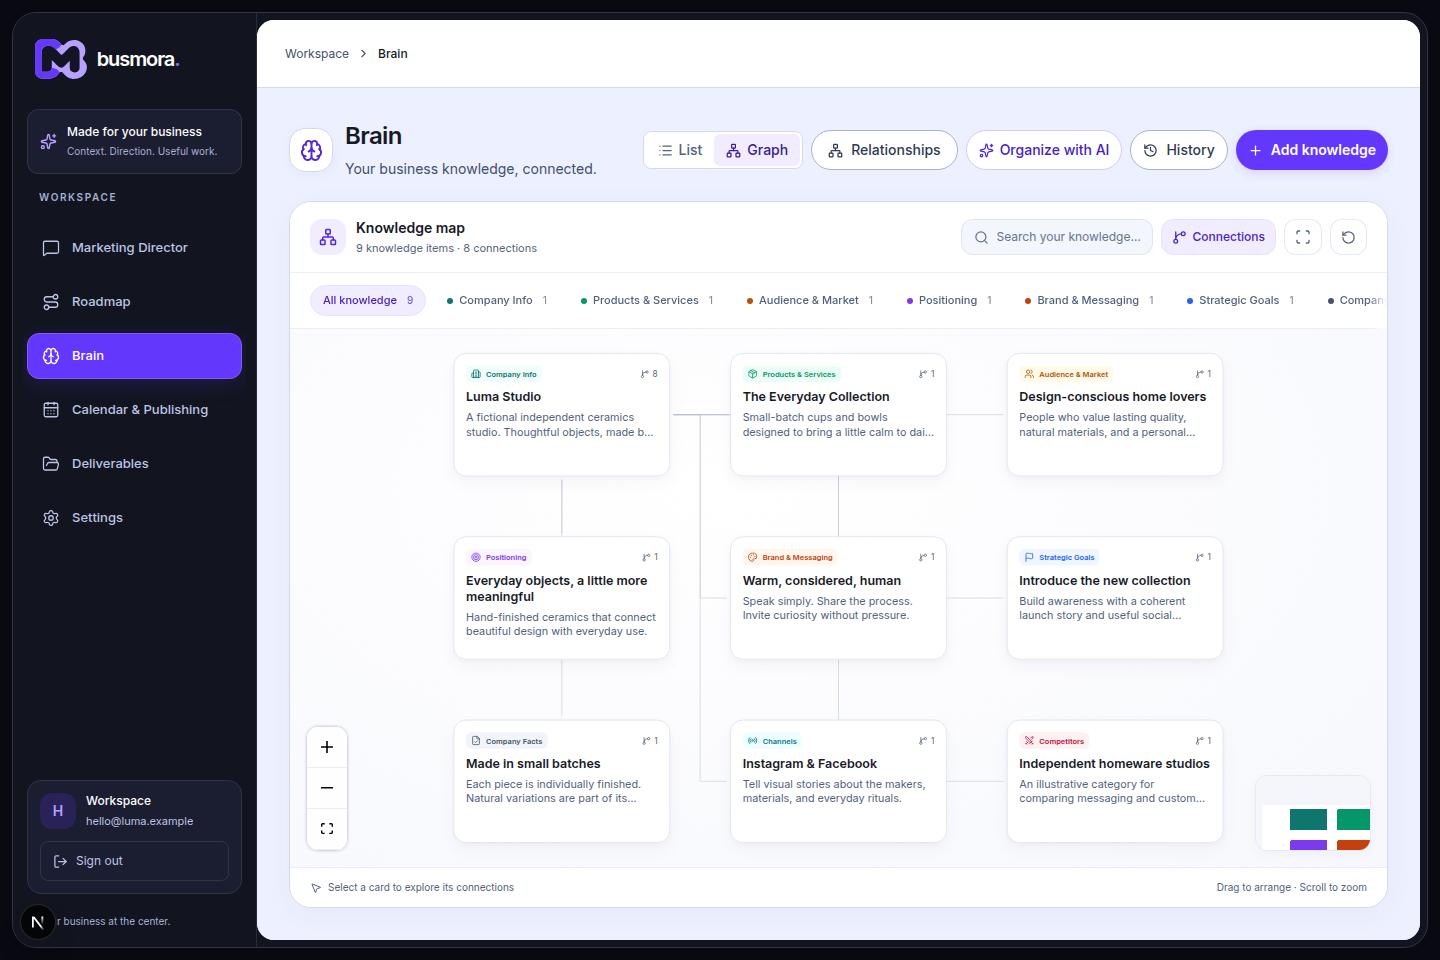 busmora.
Made for your business
Context. Direction. Useful work.
WORKSPACE
Marketing Director
Roadmap
Brain
Calendar & Publishing
Deliverables
Settings
H
Workspace
hello@luma.example
Sign out
N
r business at the center.
Workspace > Brain
Brain
Your business knowledge, connected.
List
Graph
Relationships
Organize with AI
History
+ Add knowledge
Knowledge map
9 knowledge items · 8 connections
Search your knowledge...
Connections
All knowledge 9
Company Info 1
Products & Services 1
Audience & Market 1
Positioning 1
Brand & Messaging 1
Strategic Goals 1
Compan
Company Info 8
Luma Studio
A fictional independent ceramics
studio. Thoughtful objects, made b...
Products & Services 1
The Everyday Collection
Small-batch cups and bowls
designed to bring a little calm to dai...
Audience & Market 1
Design-conscious home lovers
People who value lasting quality,
natural materials, and a personal...
Positioning 1
Everyday objects, a little more
meaningful
Hand-finished ceramics that connect
beautiful design with everyday use.
Brand & Messaging 1
Warm, considered, human
Speak simply. Share the process.
Invite curiosity without pressure.
Strategic Goals 1
Introduce the new collection
Build awareness with a coherent
launch story and useful social...
Company Facts 1
Made in small batches
Each piece is individually finished.
Natural variations are part of its...
Channels 1
Instagram & Facebook
Tell visual stories about the makers,
materials, and everyday rituals.
Competitors 1
Independent homeware studios
An illustrative category for
comparing messaging and custom...
Select a card to explore its connections
Drag to arrange · Scroll to zoom